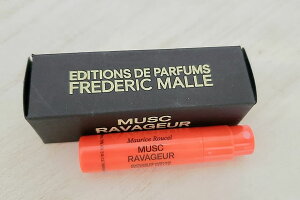 EDITIONS DE PARFUMS
FREDERIC MALLE
MUSC
RAVAGEUR
Maurice Roucel
MUSC
RAVAGEUR